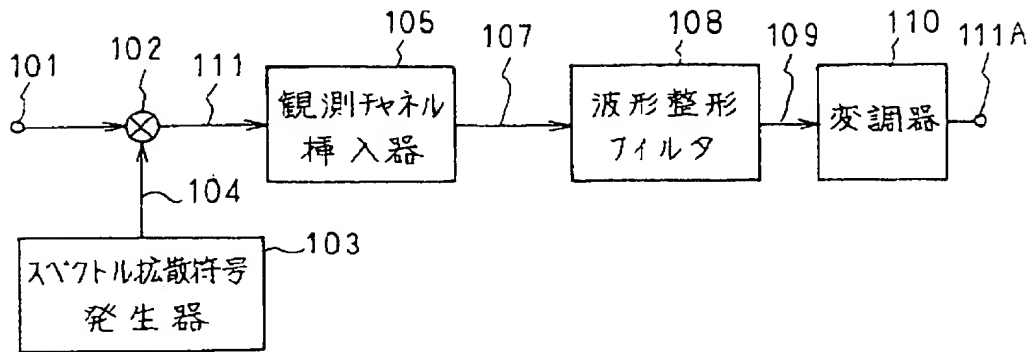 101
102
111
105
107
108
109
110
111A
観測チャネル
挿入器
波形整形
フィルタ
変調器
104
103
スペクトル拡散符号
発生器